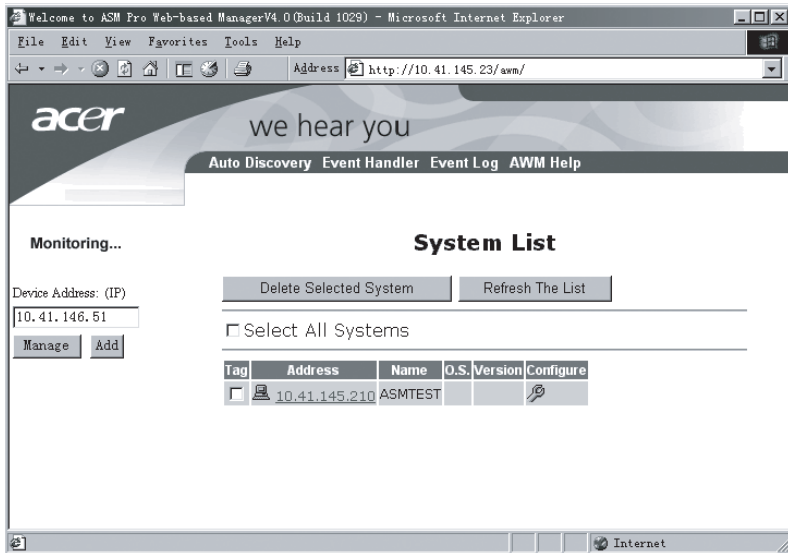 Welcome to ASM Pro Web-based ManagerV4.0(Build 1029) - Microsoft Internet Explorer
File Edit View Favorites Tools Help
Address http://10.41.145.23/awm/
acer
we hear you
Auto Discovery Event Handler Event Log AWM Help
Monitoring...
System List
Device Address: (IP)
10.41.146.51
Manage Add
Delete Selected System Refresh The List
Select All Systems
Tag Address Name O.S. Version Configure
10.41.145.210 ASMTEST
Internet